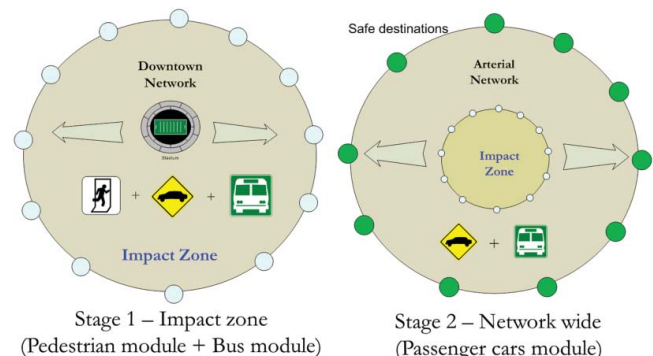 Downtown
Network
Stadium
+
+
Impact Zone
Stage 1 – Impact zone
(Pedestrian module + Bus module)
Safe destinations
Arterial
Network
Impact
Zone
+
Stage 2 – Network wide
(Passenger cars module)